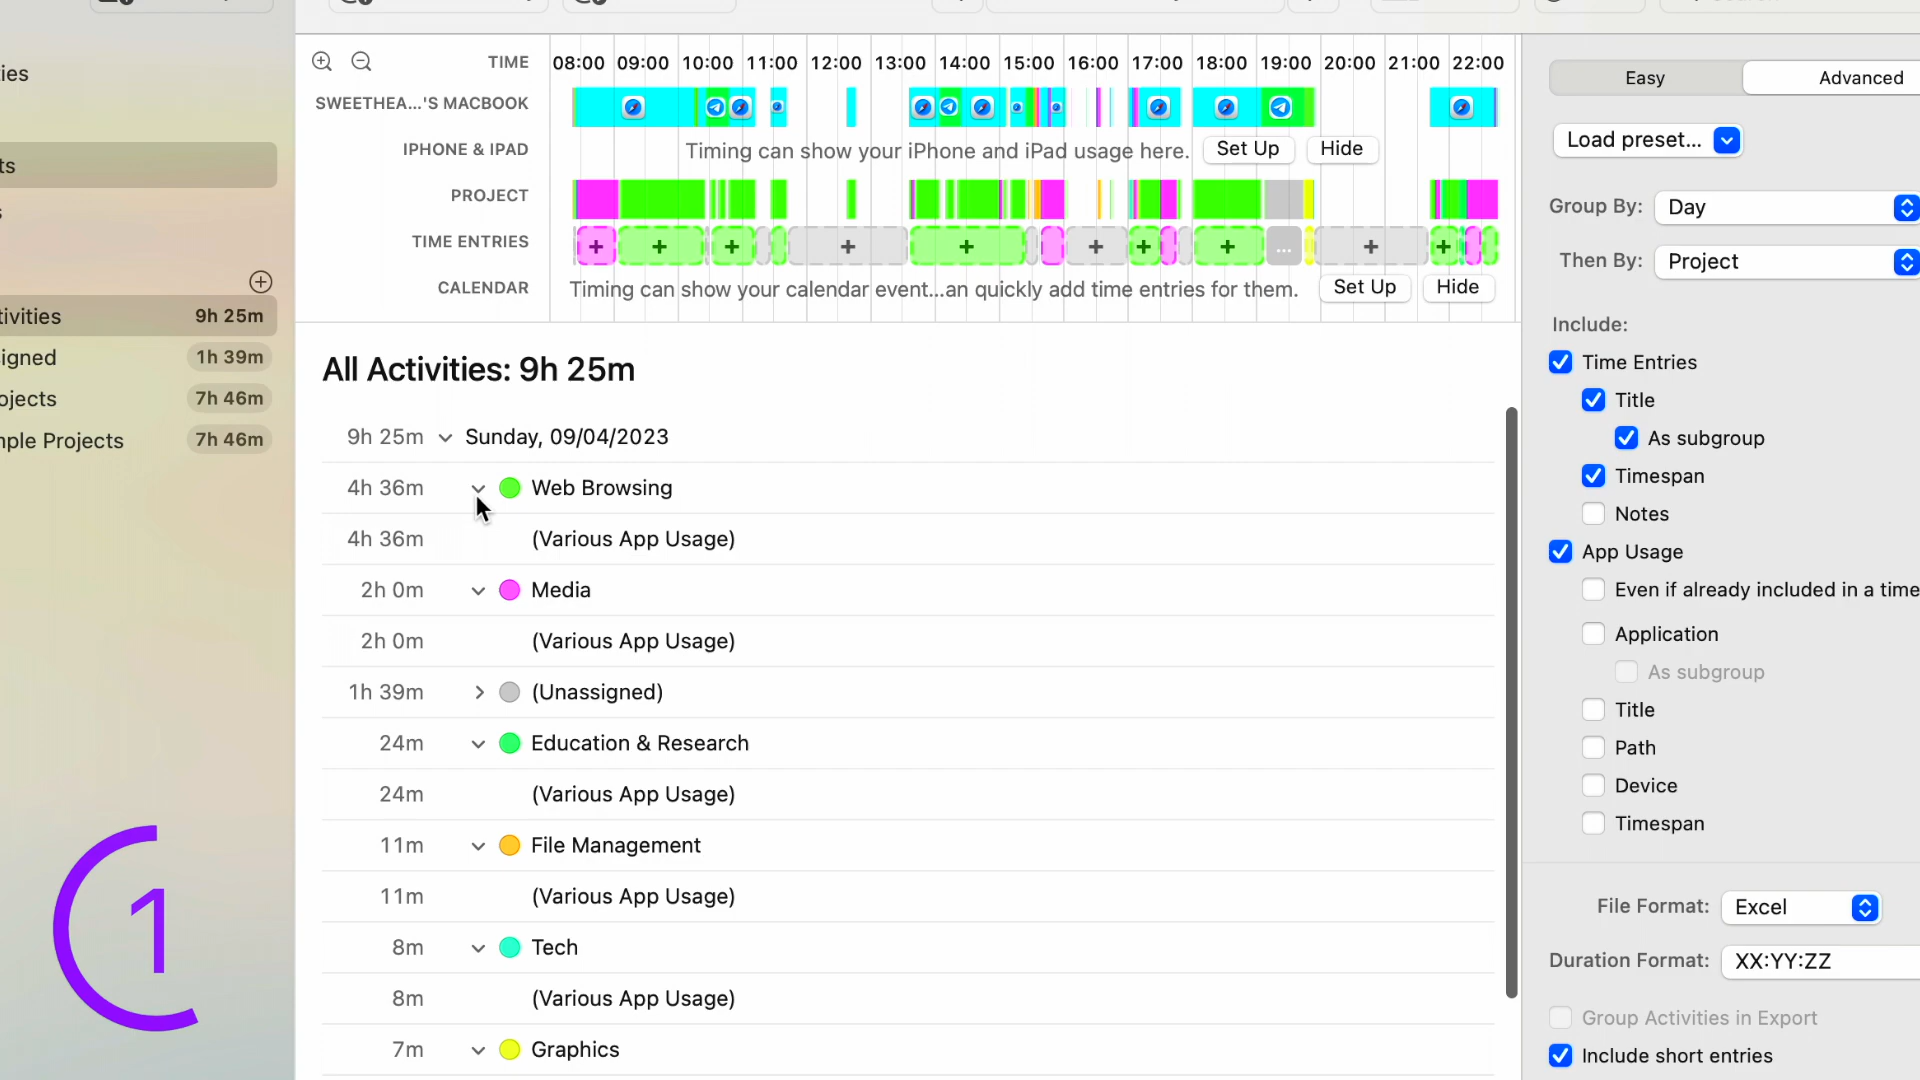 ies
ts
s
tivities 9h 25m
igned 1h 39m
ojects 7h 46m
nple Projects 7h 46m
1
TIME 08:00 09:00 10:00 11:00 12:00 13:00 14:00 15:00 16:00 17:00 18:00 19:00 20:00 21:00 22:00
SWEETHEA...'S MACBOOK
IPHONE & IPAD Timing can show your iPhone and iPad usage here. Set Up Hide
PROJECT
TIME ENTRIES + + + + + + + + ... + +
CALENDAR Timing can show your calendar event...an quickly add time entries for them. Set Up Hide
All Activities: 9h 25m
9h 25m Sunday, 09/04/2023
4h 36m Web Browsing
4h 36m (Various App Usage)
2h 0m Media
2h 0m (Various App Usage)
1h 39m (Unassigned)
24m Education & Research
24m (Various App Usage)
11m File Management
11m (Various App Usage)
8m Tech
8m (Various App Usage)
7m Graphics
Easy Advanced
Load preset...
Group By: Day
Then By: Project
Include:
Time Entries
Title
As subgroup
Timespan
Notes
App Usage
Even if already included in a time
Application
As subgroup
Title
Path
Device
Timespan
File Format: Excel
Duration Format: XX:YY:ZZ
Group Activities in Export
Include short entries